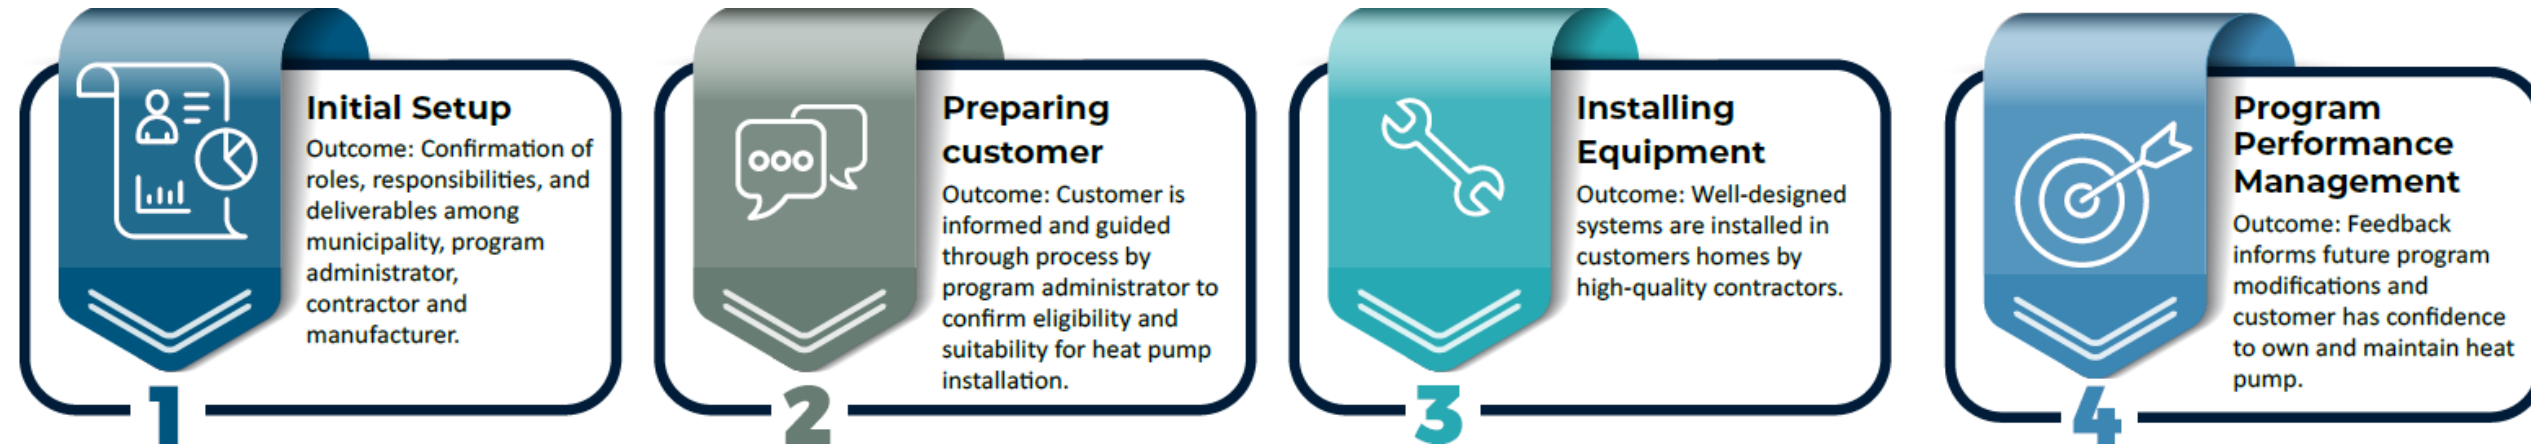 Initial Setup
Outcome: Confirmation of
roles, responsibilities, and
deliverables among
municipality, program
administrator,
contractor and
manufacturer.
1
Preparing
customer
Outcome: Customer is
informed and guided
through process by
program administrator to
confirm eligibility and
suitability for heat pump
installation.
2
Installing
Equipment
Outcome: Well-designed
systems are installed in
customers homes by
high-quality contractors.
3
Program
Performance
Management
Outcome: Feedback
informs future program
modifications and
customer has confidence
to own and maintain heat
pump.
4